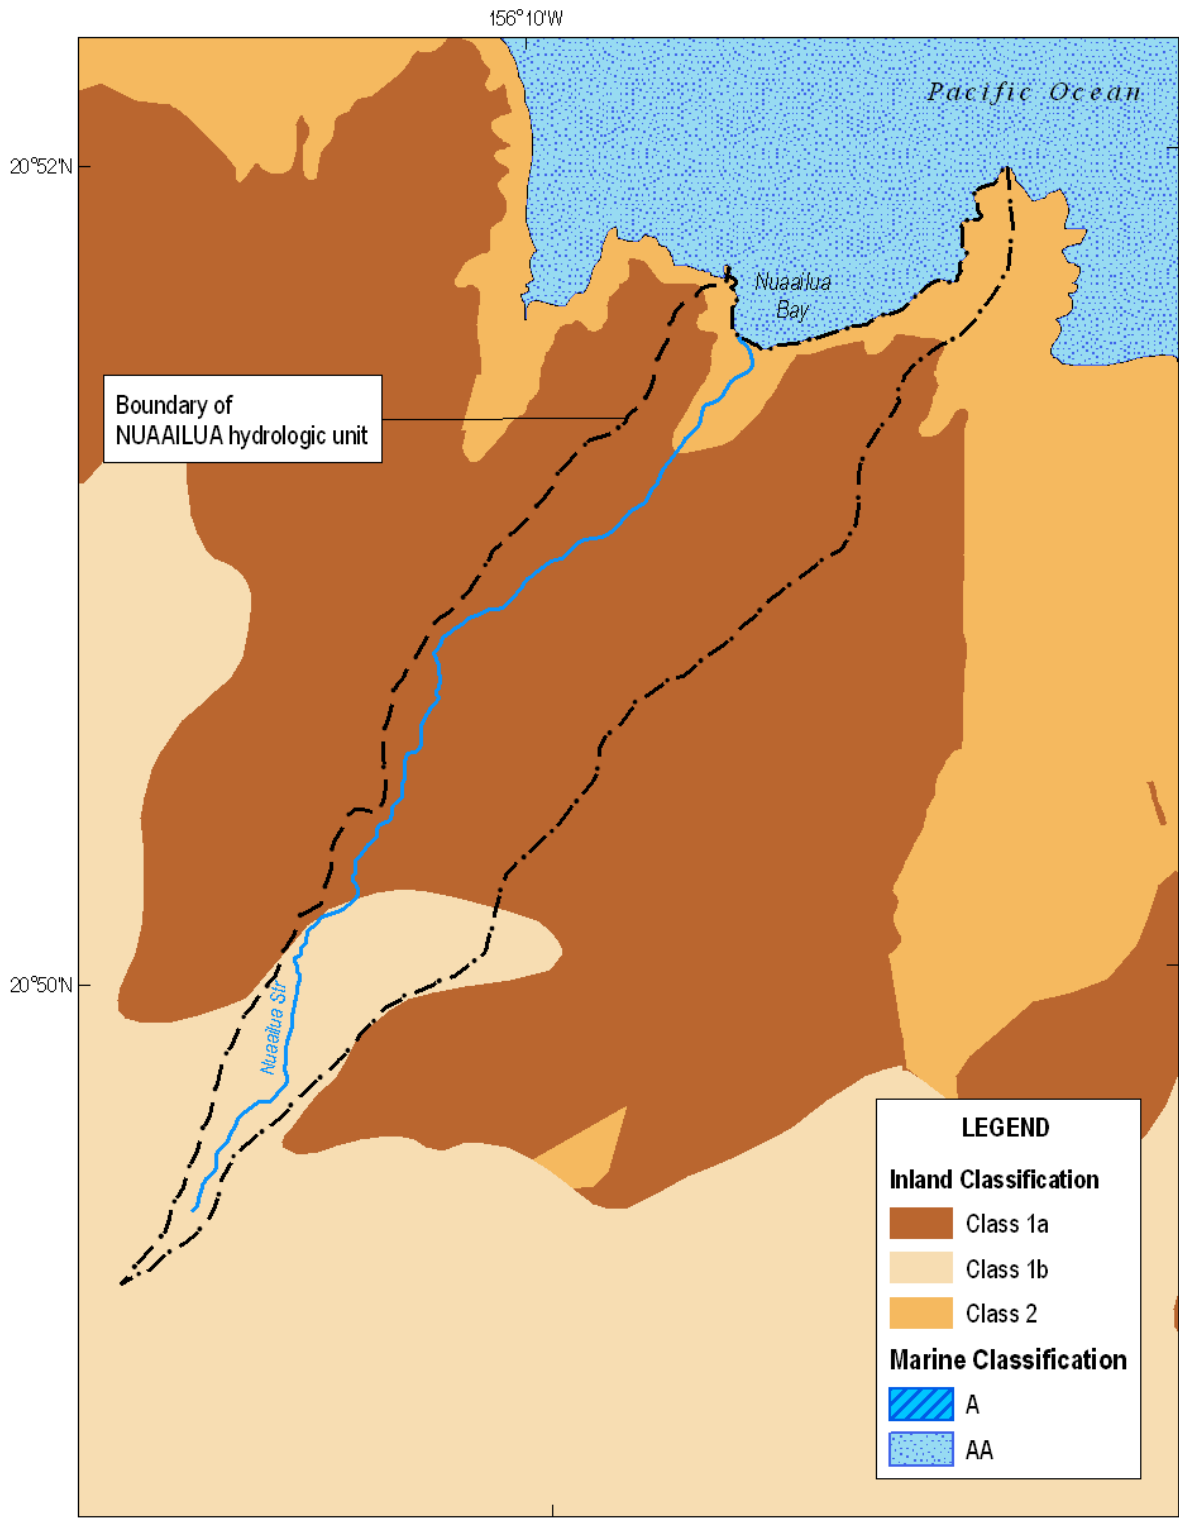 156°10'W
Pacific Ocean
20°52'N
Nuaailua
Bay
Boundary of
NUAAILUA hydrologic unit
20°50'N
Nuaailua Str
LEGEND
Inland Classification
Class 1a
Class 1b
Class 2
Marine Classification
A
AA